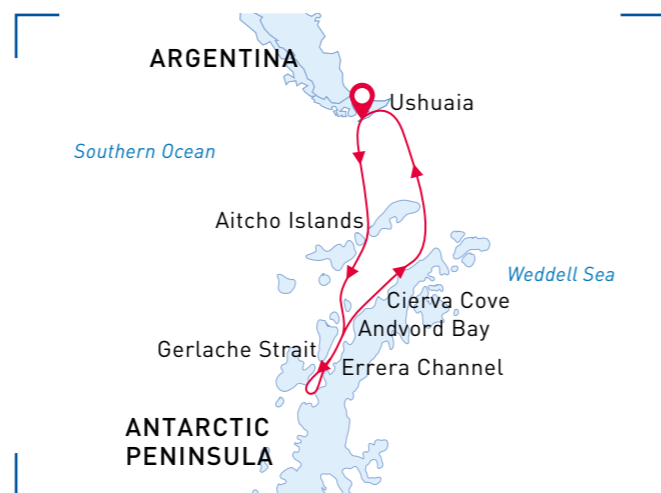 ARGENTINA
Ushuaia
Southern Ocean
Aitcho Islands
Weddell Sea
Cierva Cove
Andvord Bay
Gerlache Strait
Errera Channel
ANTARCTIC
PENINSULA